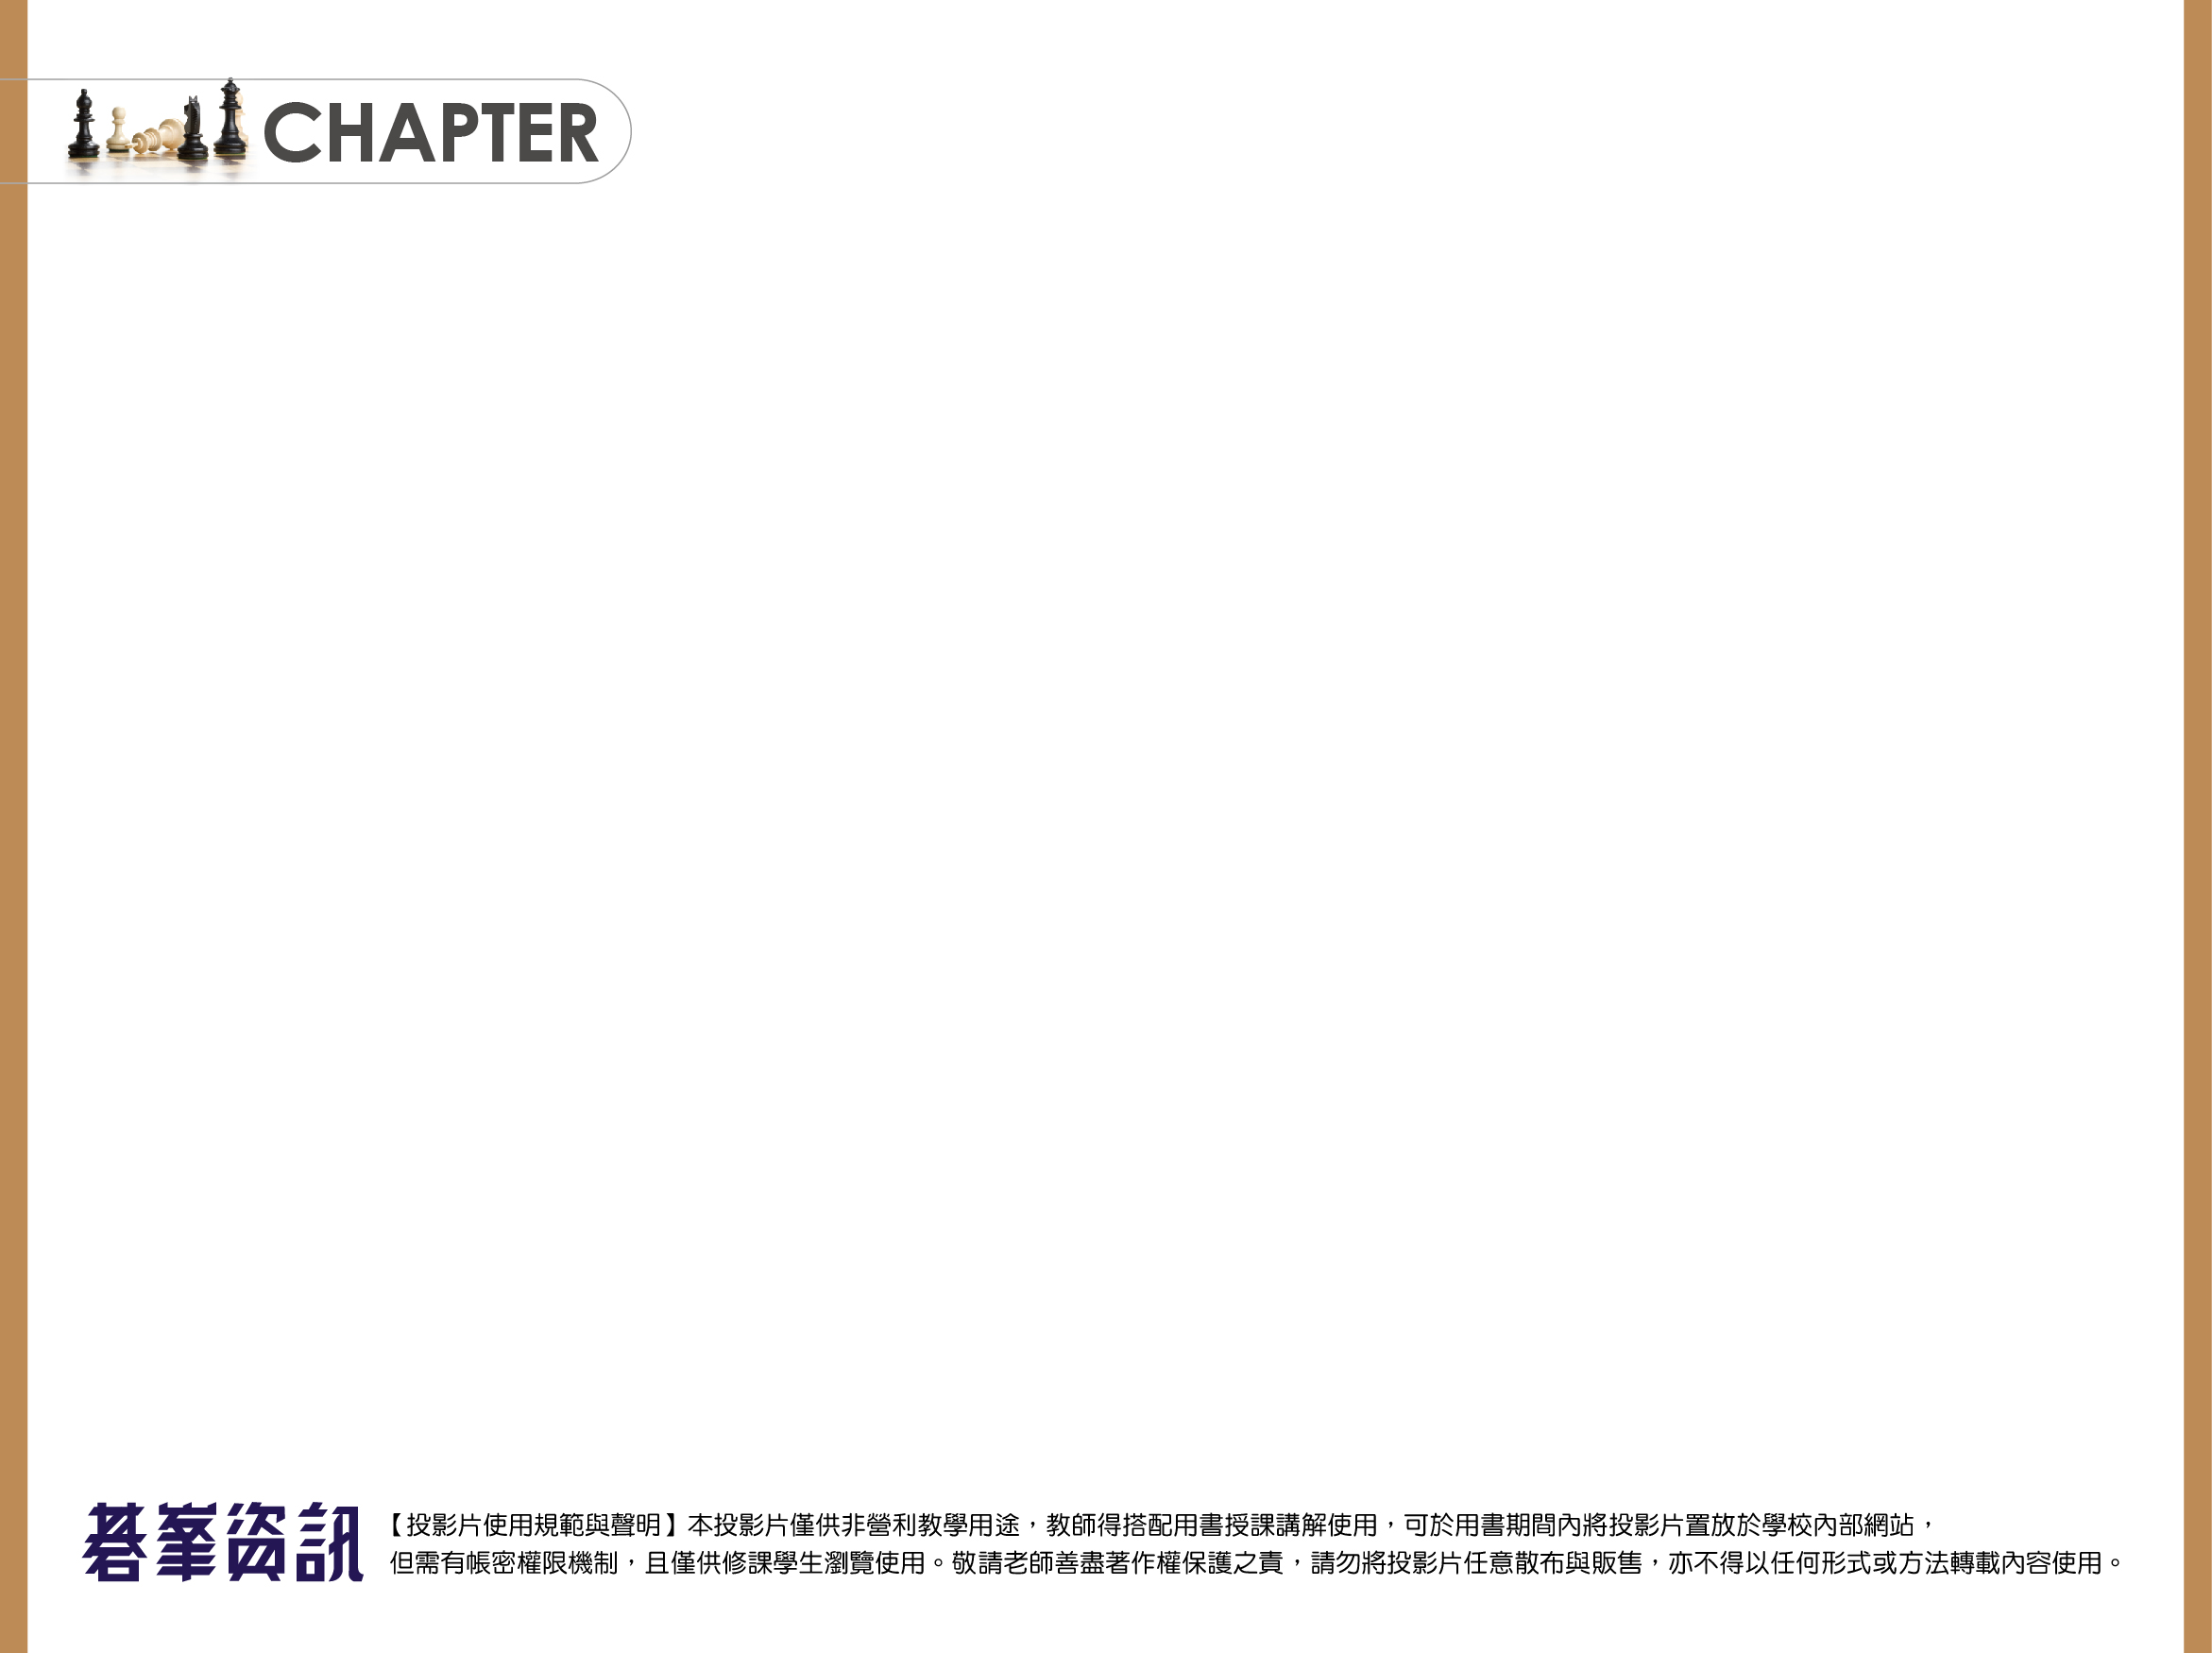 CHAPTER
碁峯資訊
【投影片使用規範與聲明】本投影片僅供非營利教學用途，教師得搭配用書授課講解使用，可於用書期間內將投影片置放於學校內部網站，
但需有帳密權限機制，且僅供修課學生瀏覽使用。敬請老師善盡著作權保護之責，請勿將投影片任意散布與販售，亦不得以任何形式或方法轉載內容使用。